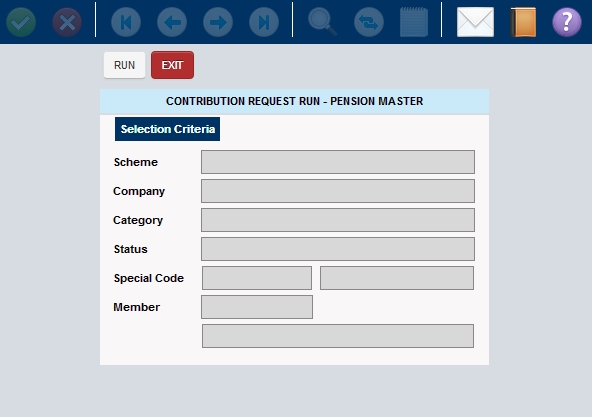 RUN EXIT
CONTRIBUTION REQUEST RUN - PENSION MASTER
Selection Criteria
Scheme
Company
Category
Status
Special Code
Member